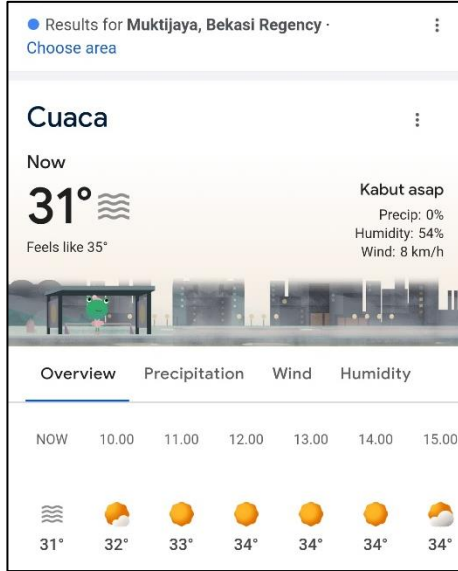 Results for Muktijaya, Bekasi Regency ·
Choose area
Cuaca
Now
31°
Feels like 35°
Kabut asap
Precip: 0%
Humidity: 54%
Wind: 8 km/h
Overview Precipitation Wind Humidity
NOW 10.00 11.00 12.00 13.00 14.00 15.00
31° 32° 33° 34° 34° 34° 34°